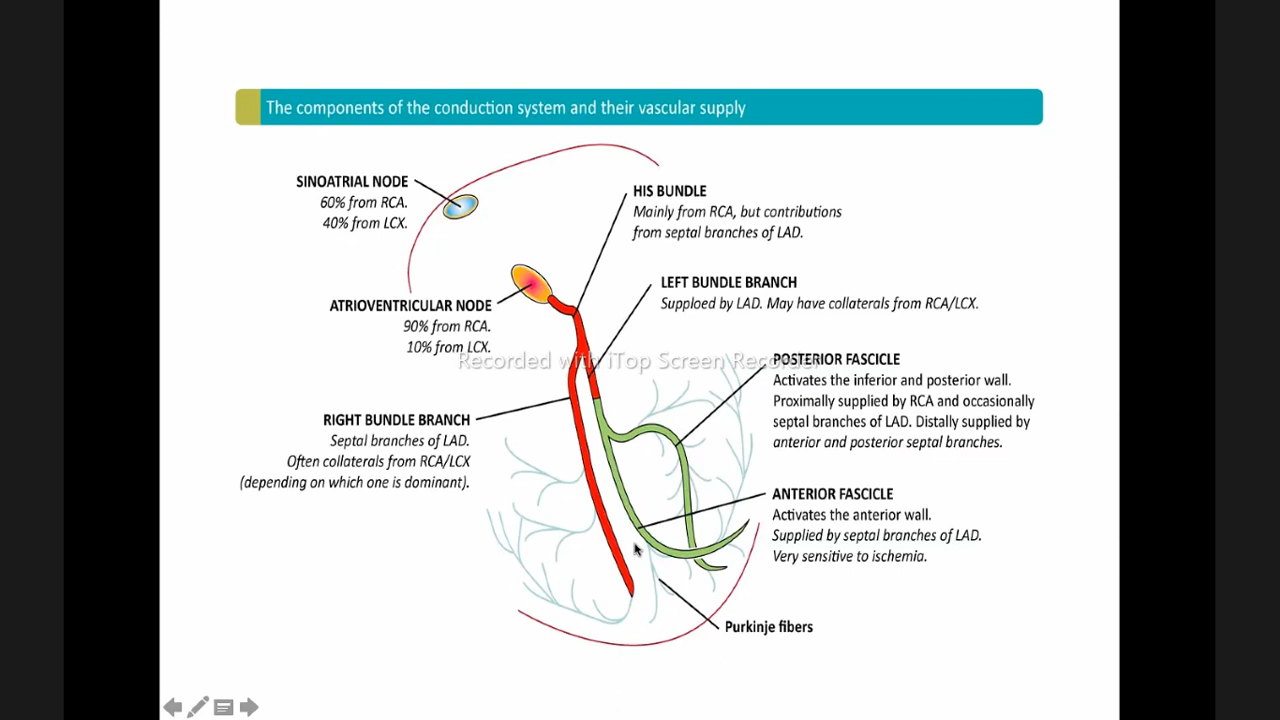 The components of the conduction system and their vascular supply
SINOATRIAL NODE
60% from RCA.
40% from LCX.
HIS BUNDLE
Mainly from RCA, but contributions
from septal branches of LAD.
LEFT BUNDLE BRANCH
Supploed by LAD. May have collaterals from RCA/LCX.
ATRIOVENTRICULAR NODE
90% from RCA.
10% from LCX.
Recorded with iTop Screen Recorder
POSTERIOR FASCICLE
Activates the inferior and posterior wall.
Proximally supplied by RCA and occasionally
septal branches of LAD. Distally supplied by
anterior and posterior septal branches.
RIGHT BUNDLE BRANCH
Septal branches of LAD.
Often collaterals from RCA/LCX
(depending on which one is dominant).
ANTERIOR FASCICLE
Activates the anterior wall.
Supplied by septal branches of LAD.
Very sensitive to ischemia.
Purkinje fibers